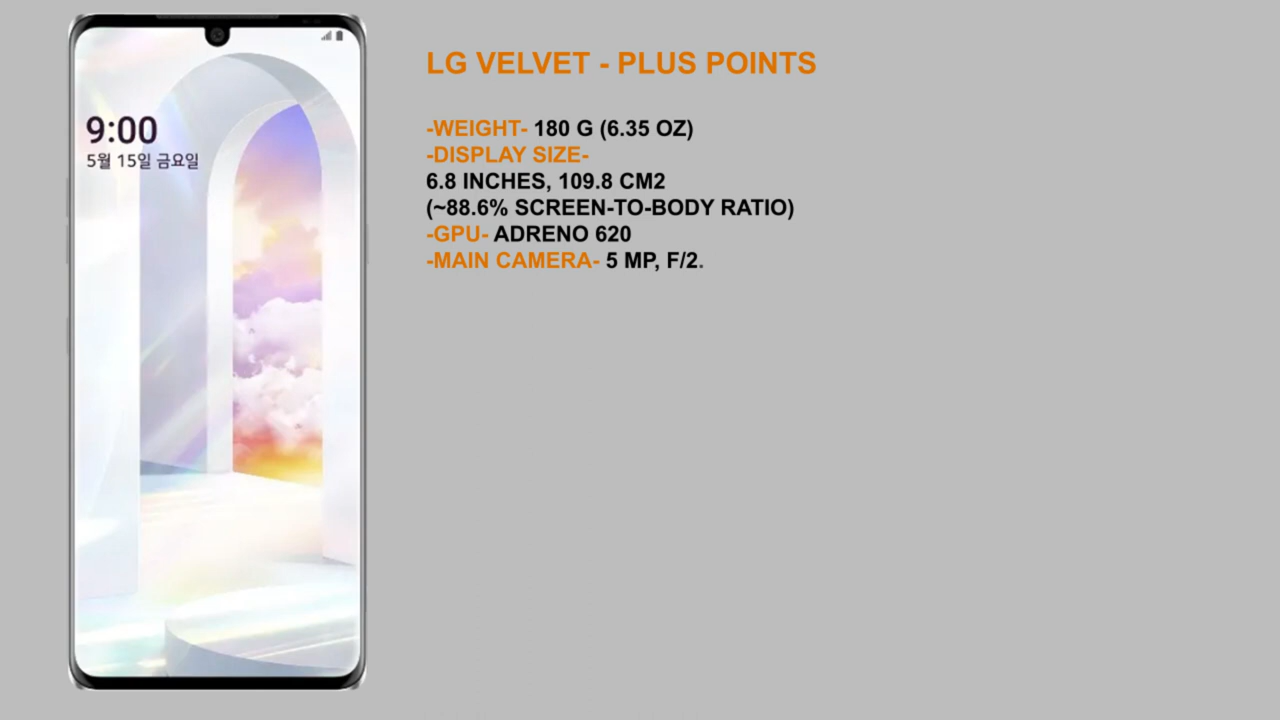 9:00
5월 15일 금요일
LG VELVET - PLUS POINTS
-WEIGHT- 180 G (6.35 OZ)
-DISPLAY SIZE-
6.8 INCHES, 109.8 CM2
(~88.6% SCREEN-TO-BODY RATIO)
-GPU- ADRENO 620
-MAIN CAMERA- 5 MP, F/2.